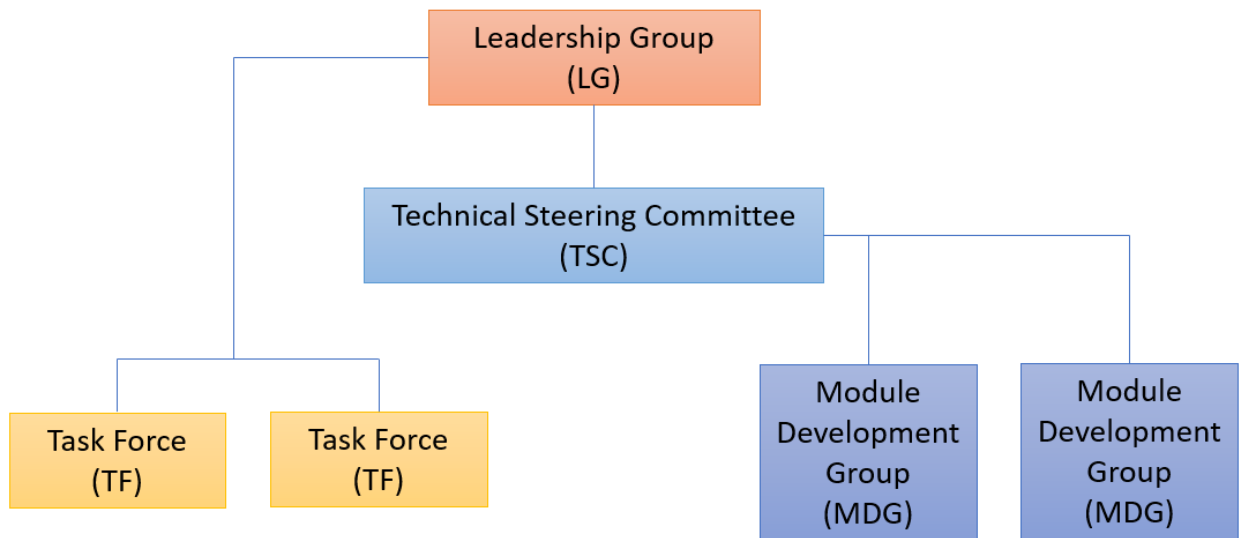 Leadership Group
(LG)
Technical Steering Committee
(TSC)
Task Force
(TF)
Task Force
(TF)
Module
Development
Group
(MDG)
Module
Development
Group
(MDG)